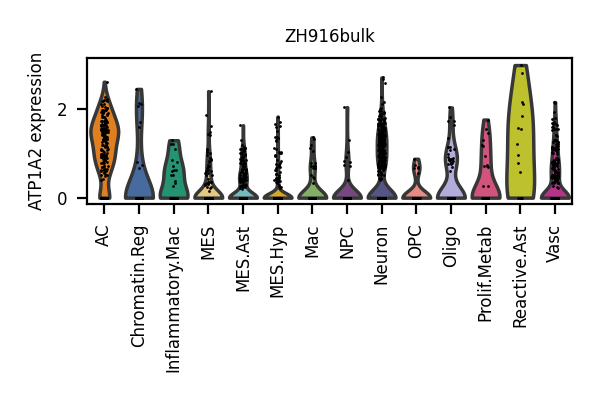 ZH916bulk
ATP1A2 expression
2
0
AC
Chromatin.Reg
Inflammatory.Mac
MES
MES.Ast
MES.Hyp
Mac
NPC
Neuron
OPC
Oligo
Prolif.Metab
Reactive.Ast
Vasc